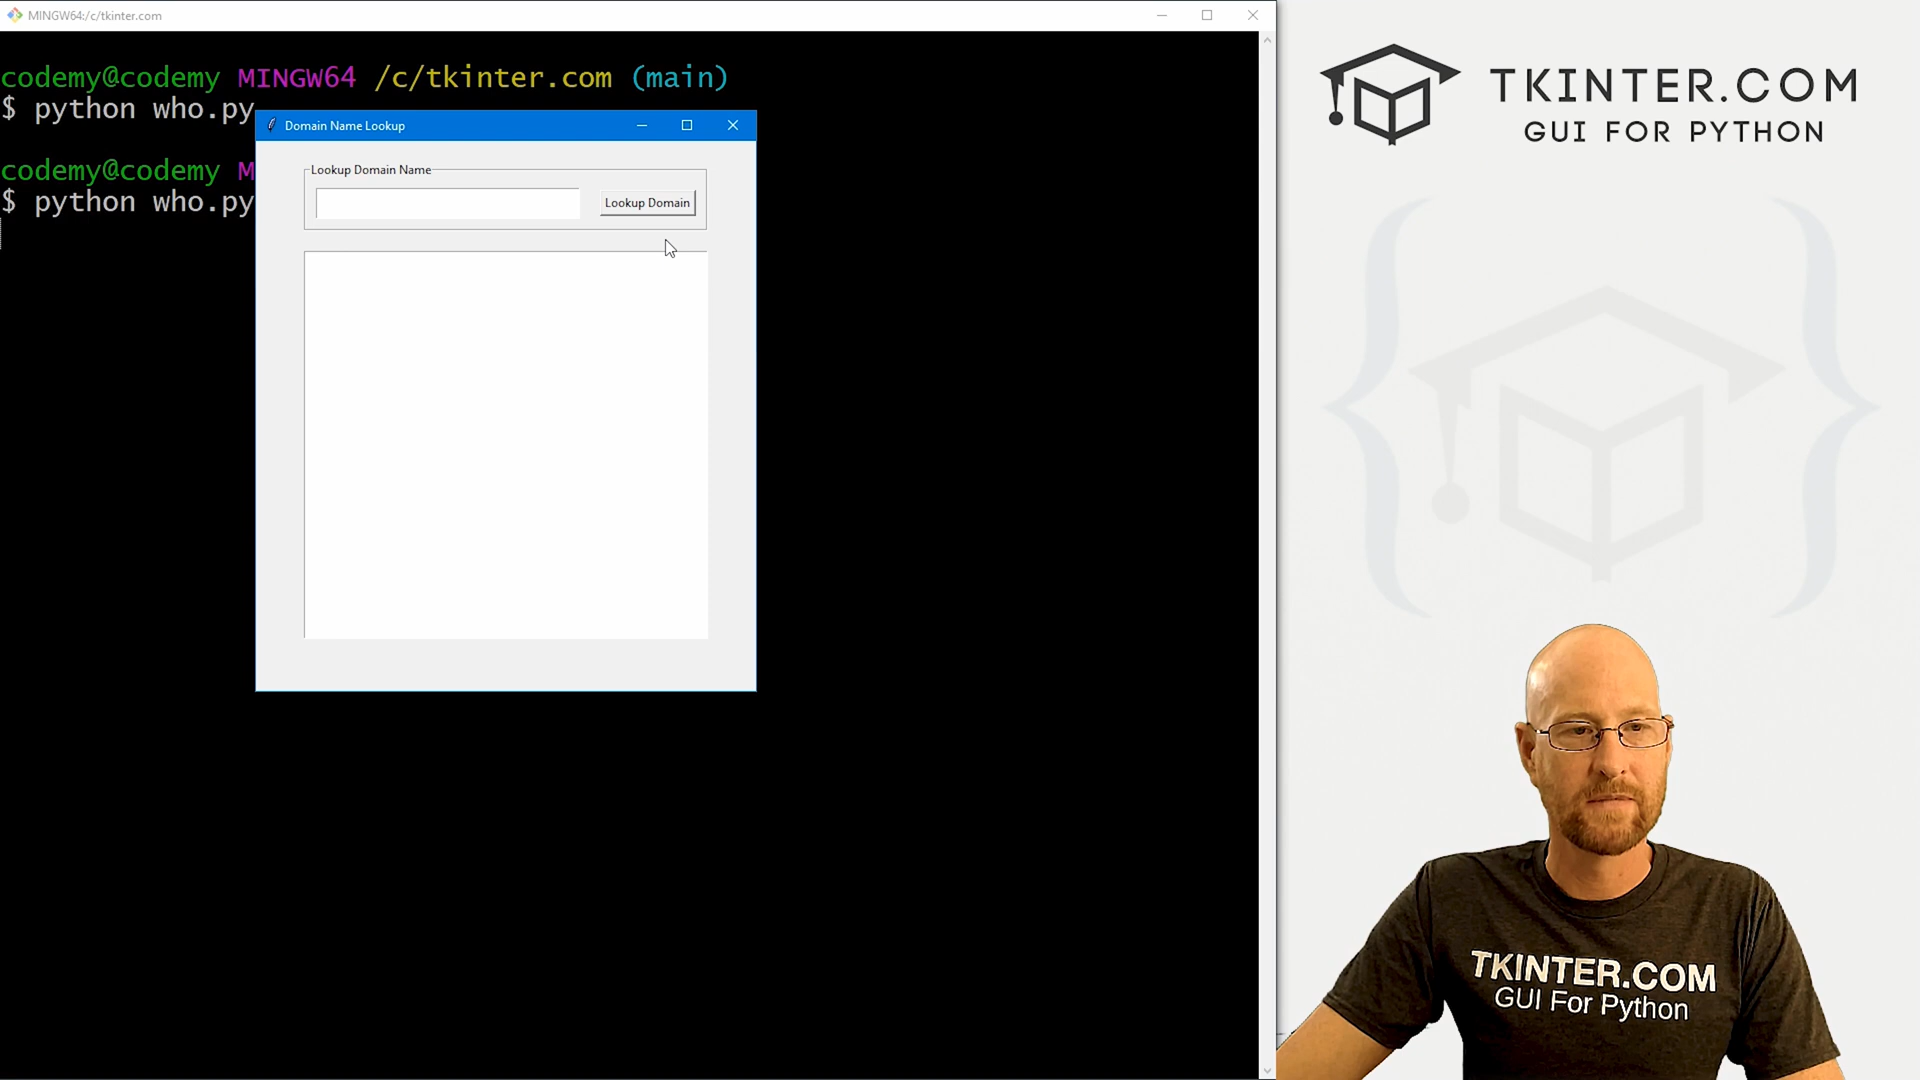 MINGW64:/c/tkinter.com
codemy@codemy MINGW64 /c/tkinter.com (main)
$ python who.py
Domain Name Lookup
codemy@codemy M
Lookup Domain Name
$ python who.py
Lookup Domain
TKINTER.COM
GUI FOR PYTHON
TKINTER.COM
GUI For Python